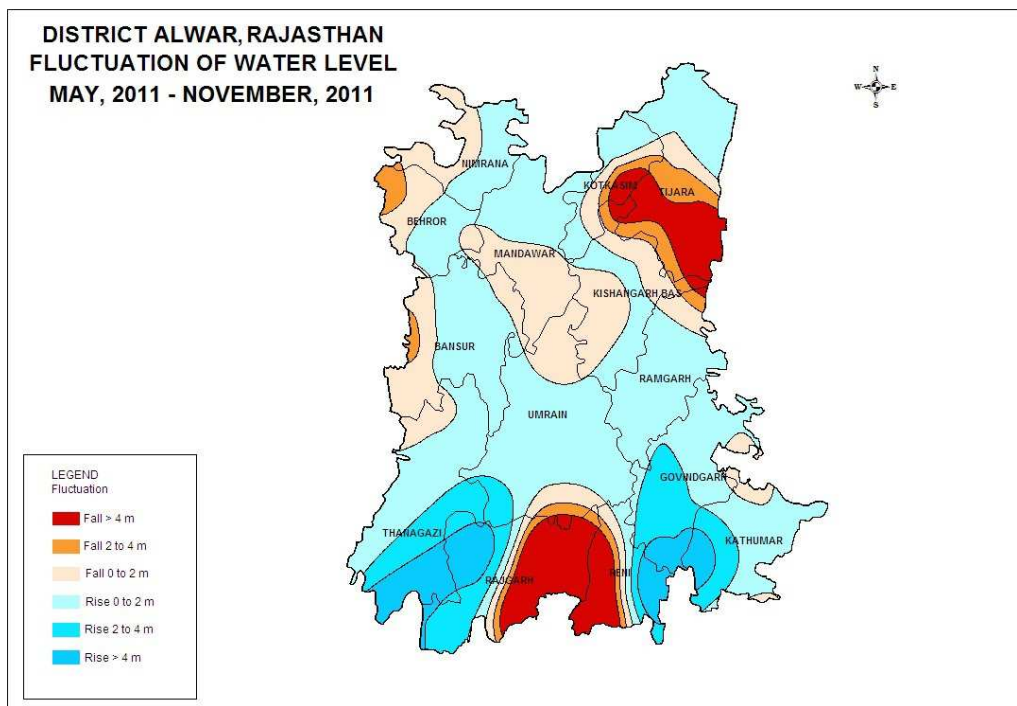 DISTRICT ALWAR, RAJASTHAN
FLUCTUATION OF WATER LEVEL
MAY, 2011 - NOVEMBER, 2011
N
W E
S
NIMRANA
KOTKASIM
TIJARA
BEHROR
MANDAWAR
KISHANGARH BAS
BANSUR
RAMGARH
UMRAIN
GOVINDGARH
THANAGAZI
KATHUMAR
RAJGARH
RENI
LEGEND
Fluctuation
Fall > 4 m
Fall 2 to 4 m
Fall 0 to 2 m
Rise 0 to 2 m
Rise 2 to 4 m
Rise > 4 m